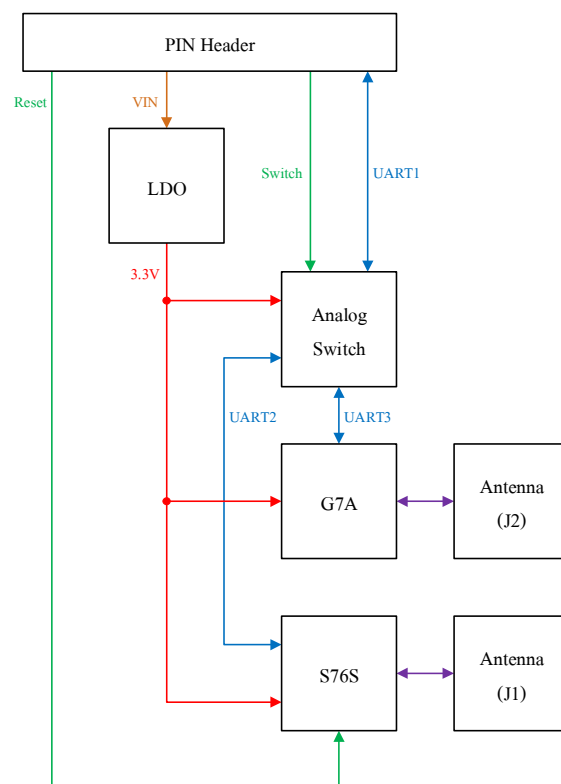 PIN Header
Reset
VIN
LDO
Switch
UART1
3.3V
Analog
Switch
UART2
UART3
G7A
Antenna
(J2)
S76S
Antenna
(J1)